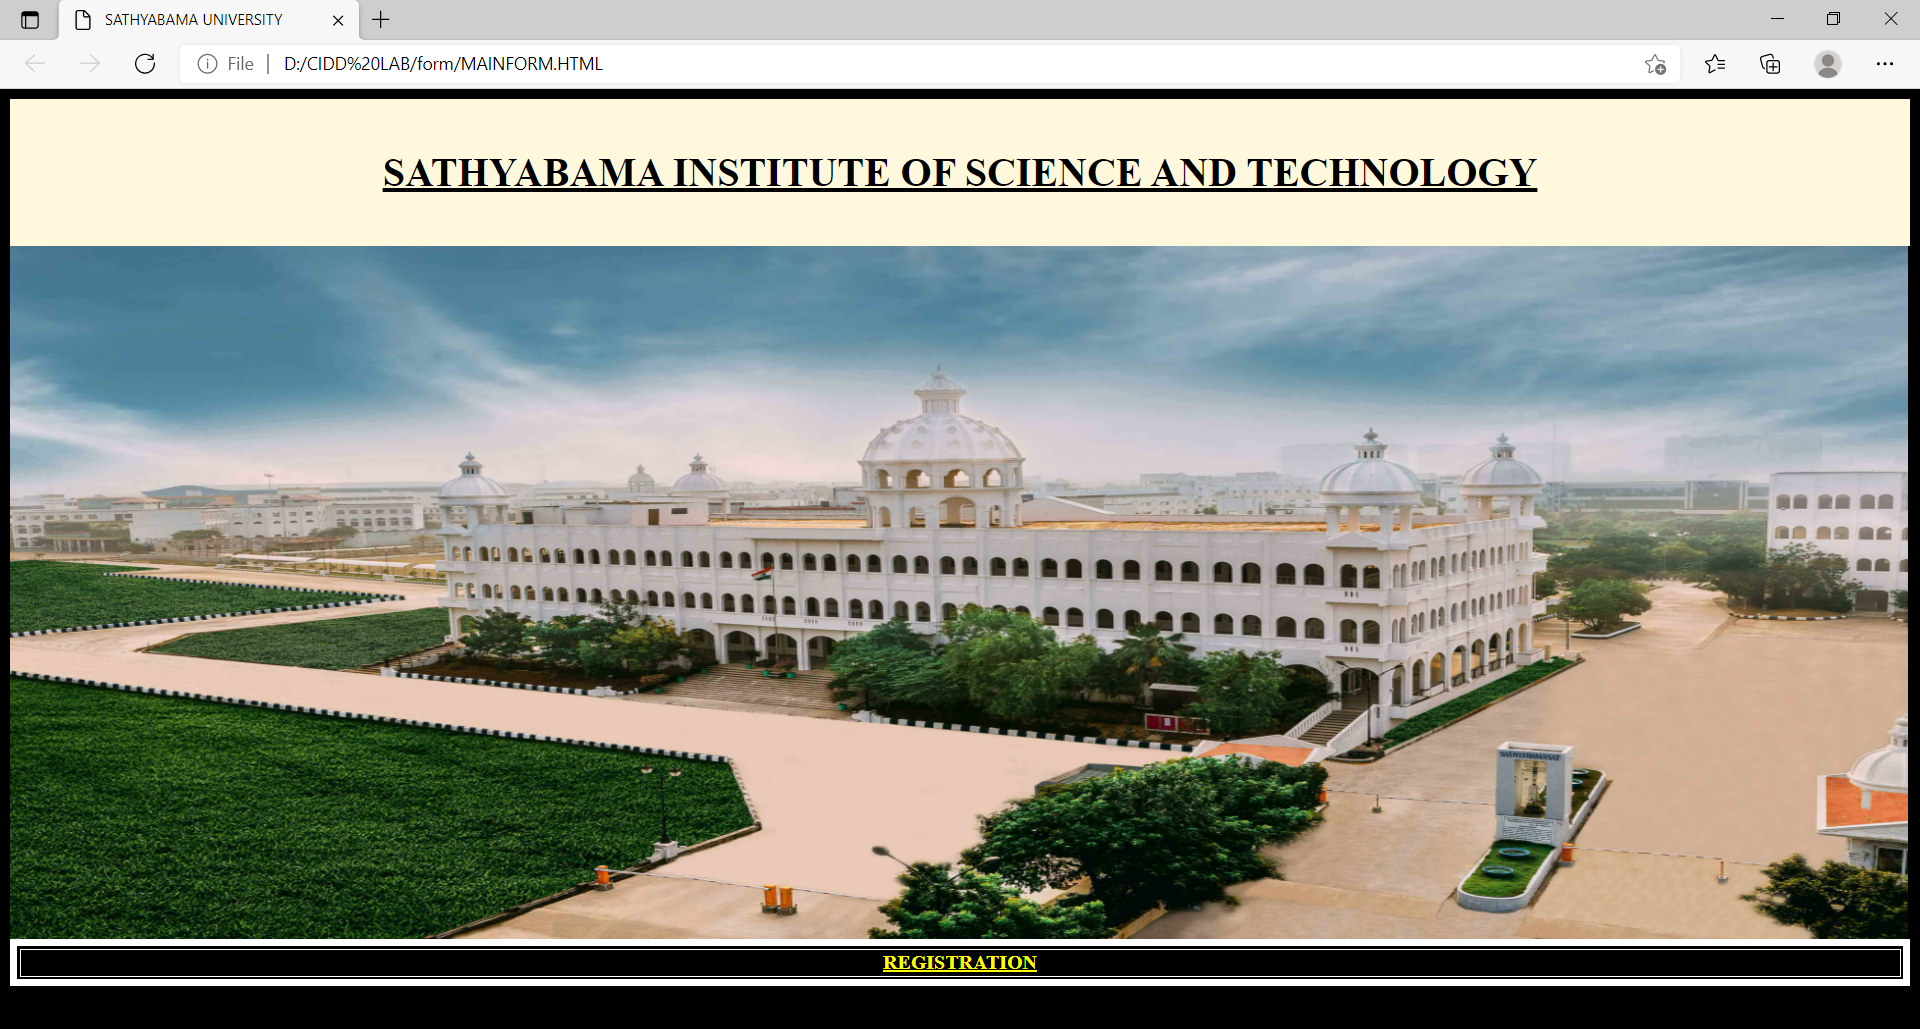 SATHYABAMA UNIVERSITY
File
D:/CIDD%20LAB/form/MAINFORM.HTML
SATHYABAMA INSTITUTE OF SCIENCE AND TECHNOLOGY
REGISTRATION